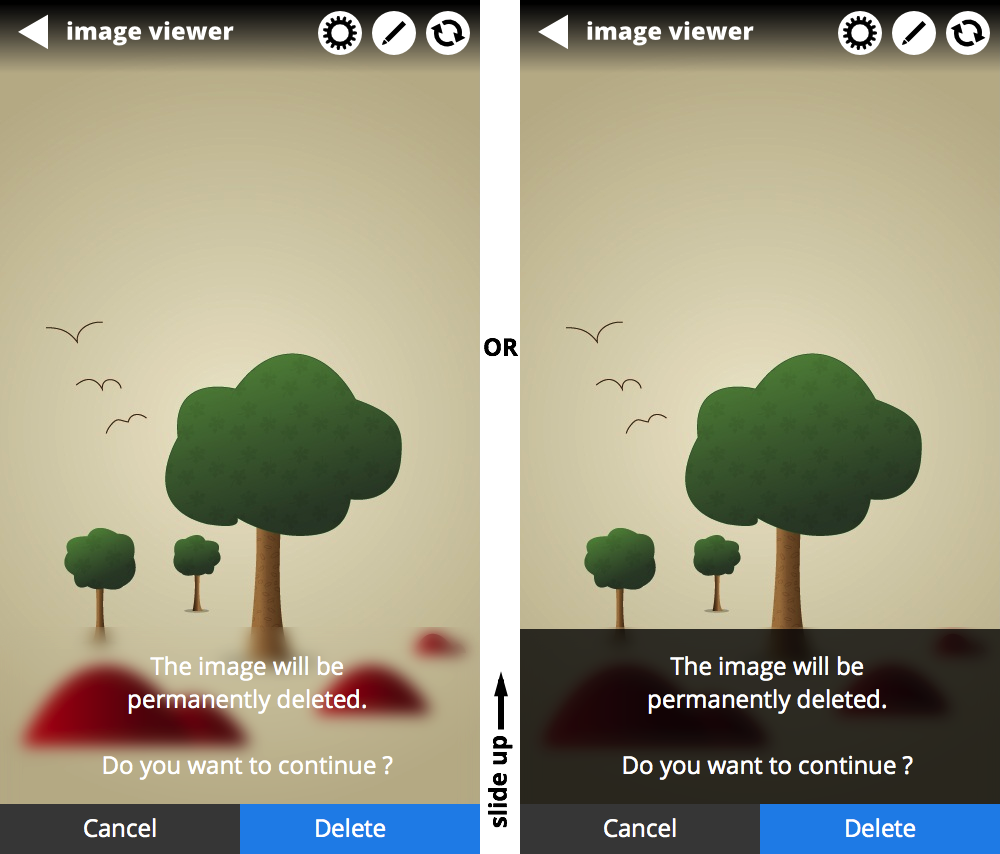 image viewer
The image will be
permanently deleted.
Do you want to continue ?
Cancel
Delete
OR
slide up
image viewer
The image will be
permanently deleted.
Do you want to continue ?
Cancel
Delete